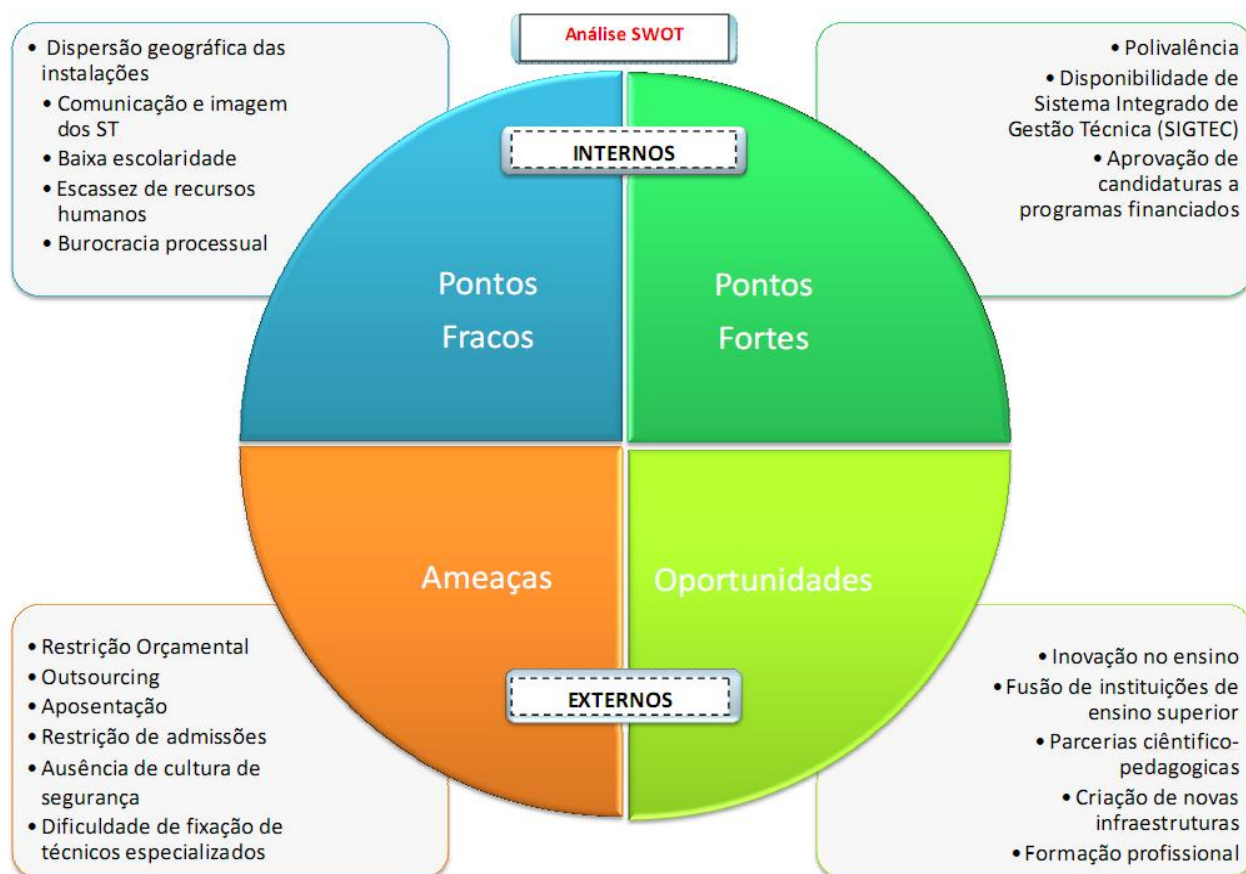 Análise SWOT
• Dispersão geográfica das
instalações
• Comunicação e imagem
dos ST
• Baixa escolaridade
• Escassez de recursos
humanos
• Burocracia processual
• Polivalência
• Disponibilidade de
Sistema Integrado de
Gestão Técnica (SIGTEC)
• Aprovação de
candidaturas a
programas financiados
INTERNOS
Pontos
Fracos
Pontos
Fortes
Ameaças
Oportunidades
EXTERNOS
• Restrição Orçamental
• Outsourcing
• Aposentação
• Restrição de admissões
• Ausência de cultura de
segurança
• Dificuldade de fixação de
técnicos especializados
• Inovação no ensino
• Fusão de instituições de
ensino superior
• Parcerias ciêntifico-
pedagogicas
• Criação de novas
infraestruturas
• Formação profissional